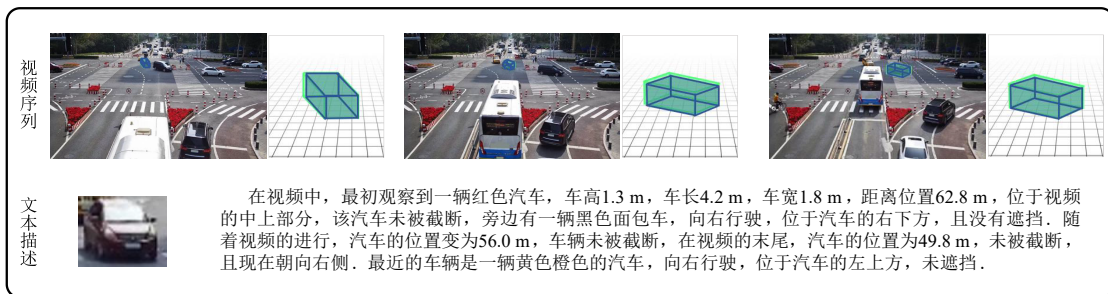 视频序列
文本描述
在视频中，最初观察到一辆红色汽车，车高1.3 m，车长4.2 m，车宽1.8 m，距离位置62.8 m，位于视频
的中上部分，该汽车未被截断，旁边有一辆黑色面包车，向右行驶，位于汽车的右下方，且没有遮挡．随
着视频的进行，汽车的位置变为56.0 m，车辆未被截断，在视频的末尾，汽车的位置为49.8 m，未被截断，
且现在朝向右侧．最近的车辆是一辆黄色橙色的汽车，向右行驶，位于汽车的左上方，未遮挡．